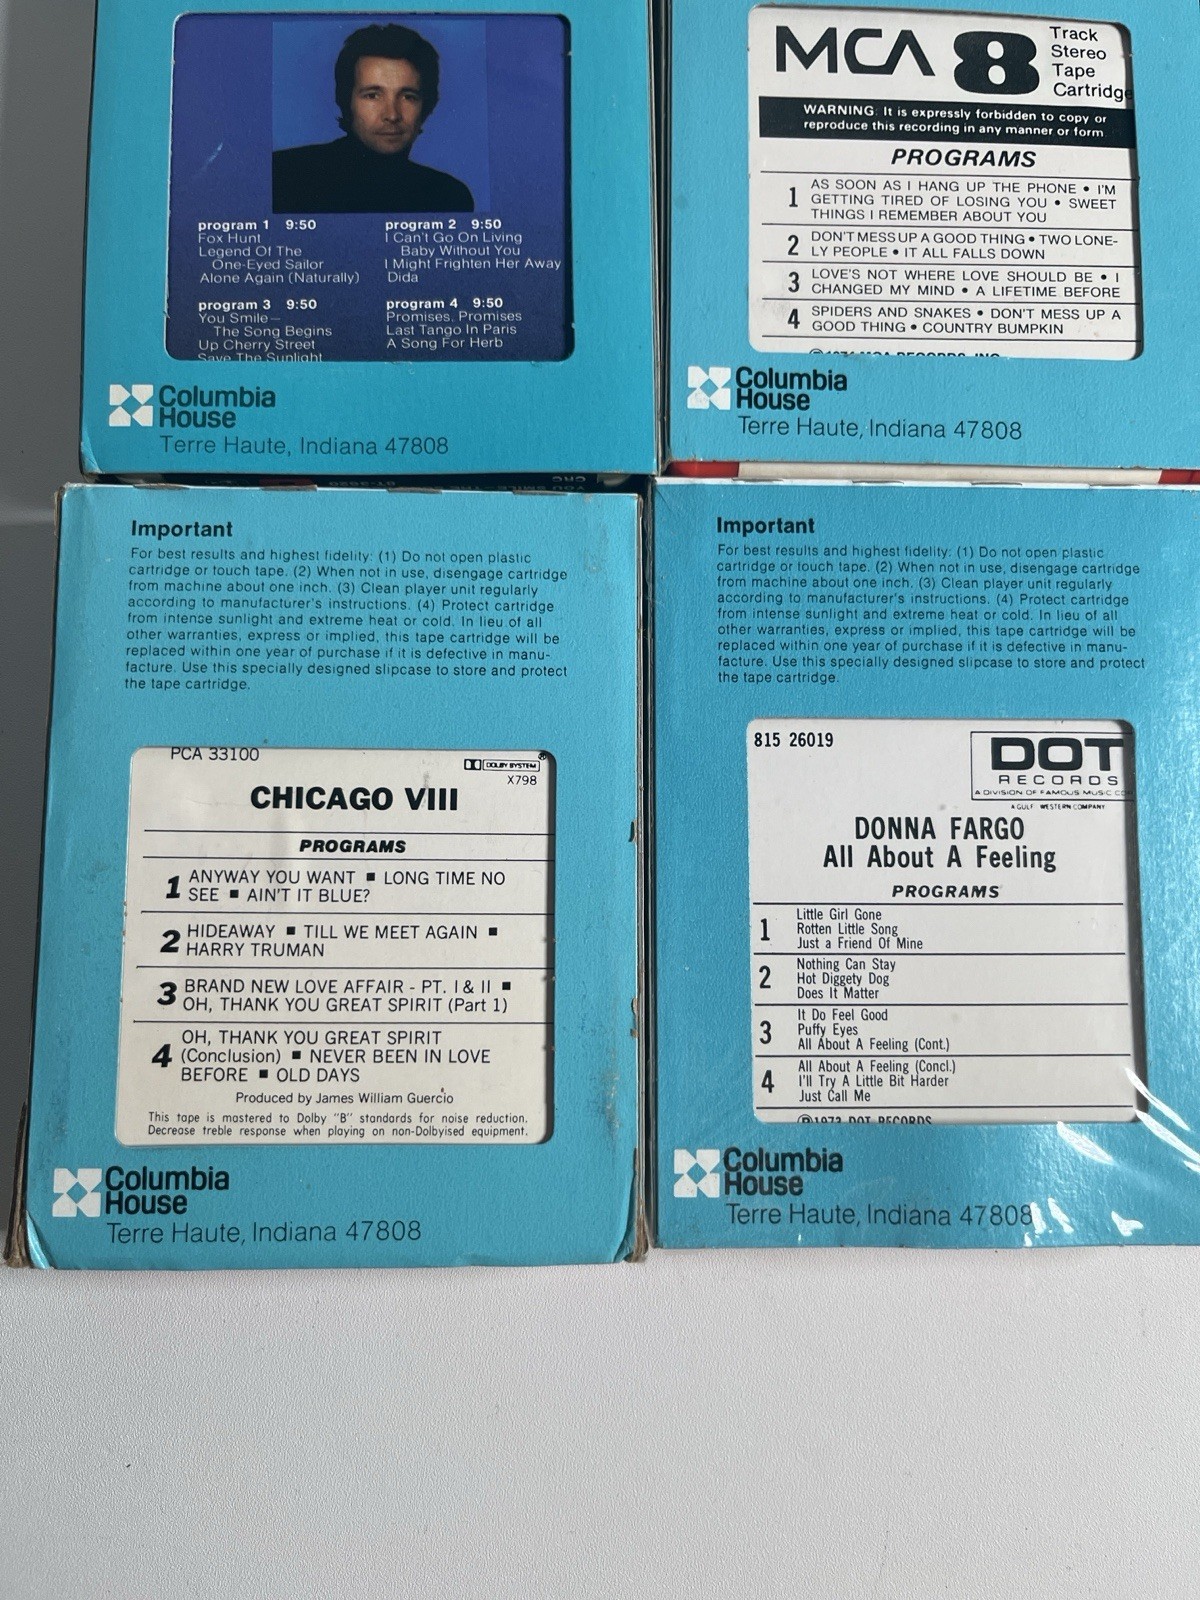 program 1 9:50
Fox Hunt
Legend Of The
One-Eyed Sailor
Alone Again (Naturally)
program 2 9:50
I Can't Go On Living
Baby Without You
I Might Frighten Her Away
Dida
program 3 9:50
You Smile—
The Song Begins
Up Cherry Street
Save The Sunlight
program 4 9:50
Promises, Promises
Last Tango In Paris
A Song For Herb
Columbia
House
Terre Haute, Indiana 47808
MCA 8
Track
Stereo
Tape
Cartridge
WARNING: It is expressly forbidden to copy or
reproduce this recording in any manner or form
PROGRAMS
1 AS SOON AS I HANG UP THE PHONE • I'M
GETTING TIRED OF LOSING YOU • SWEET
THINGS I REMEMBER ABOUT YOU
2 DON'T MESS UP A GOOD THING • TWO LONE-
LY PEOPLE • IT ALL FALLS DOWN
3 LOVE'S NOT WHERE LOVE SHOULD BE • I
CHANGED MY MIND • A LIFETIME BEFORE
4 SPIDERS AND SNAKES • DON'T MESS UP A
GOOD THING • COUNTRY BUMPKIN
Columbia
House
Terre Haute, Indiana 47808
Important
For best results and highest fidelity: (1) Do not open plastic
cartridge or touch tape. (2) When not in use, disengage cartridge
from machine about one inch. (3) Clean player unit regularly
according to manufacturer's instructions. (4) Protect cartridge
from intense sunlight and extreme heat or cold. In lieu of all
other warranties, express or implied, this tape cartridge will be
replaced within one year of purchase if it is defective in manu-
facture. Use this specially designed slipcase to store and protect
the tape cartridge.
PCA 33100
DOLBY SYSTEM®
X798
CHICAGO VIII
PROGRAMS
1 ANYWAY YOU WANT ■ LONG TIME NO
SEE ■ AIN'T IT BLUE?
2 HIDEAWAY ■ TILL WE MEET AGAIN ■
HARRY TRUMAN
3 BRAND NEW LOVE AFFAIR - PT. I & II ■
OH, THANK YOU GREAT SPIRIT (Part 1)
4 OH, THANK YOU GREAT SPIRIT
(Conclusion) ■ NEVER BEEN IN LOVE
BEFORE ■ OLD DAYS
Produced by James William Guercio
This tape is mastered to Dolby "B" standards for noise reduction.
Decrease treble response when playing on non-Dolbyised equipment.
Columbia
House
Terre Haute, Indiana 47808
Important
For best results and highest fidelity: (1) Do not open plastic
cartridge or touch tape. (2) When not in use, disengage cartridge
from machine about one inch. (3) Clean player unit regularly
according to manufacturer's instructions. (4) Protect cartridge
from intense sunlight and extreme heat or cold. In lieu of all
other warranties, express or implied, this tape cartridge will be
replaced within one year of purchase if it is defective in manu-
facture. Use this specially designed slipcase to store and protect
the tape cartridge.
815 26019
DOT
RECORDS
A DIVISION OF FAMOUS MUSIC
A GULF WESTERN COMPANY
DONNA FARGO
All About A Feeling
PROGRAMS
1 Little Girl Gone
Rotten Little Song
Just a Friend Of Mine
2 Nothing Can Stay
Hot Diggety Dog
Does It Matter
3 It Do Feel Good
Puffy Eyes
All About A Feeling (Cont.)
4 All About A Feeling (Concl.)
I'll Try A Little Bit Harder
Just Call Me
DOT RECORDS
Columbia
House
Terre Haute, Indiana 47808